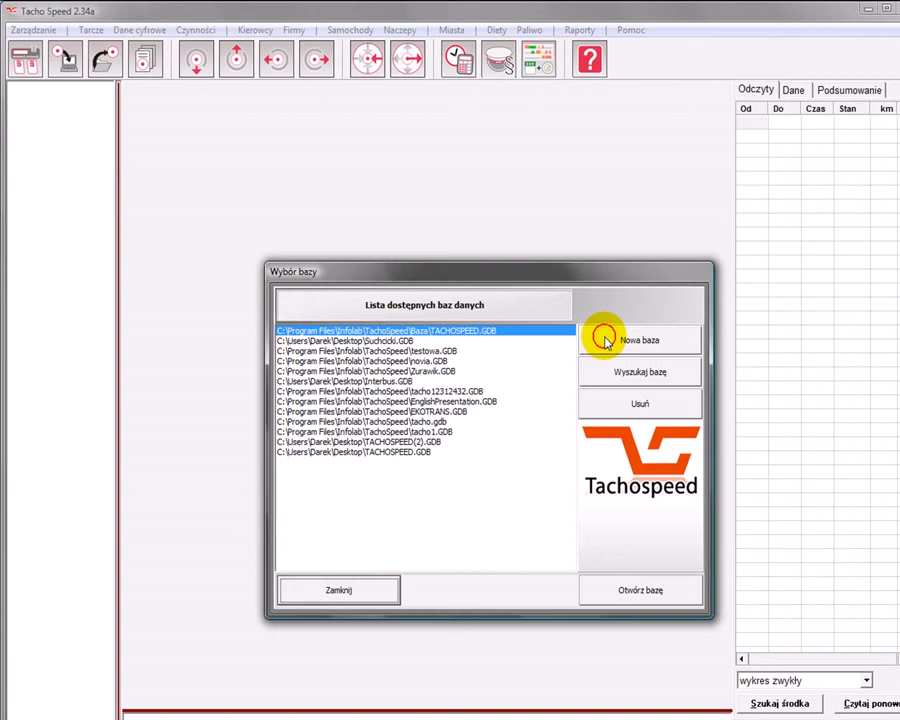 Tacho Speed 2.34a
Zarządzanie Tarcze Dane cyfrowe Czynności Kierowcy Firmy Samochody Naczepy Miasta Diety Paliwo Raporty Pomoc
Odczyty Dane Podsumowanie
Od Do Czas Stan km
Wybór bazy
Lista dostępnych baz danych
C:\Program Files\Infolab\TachoSpeed\Baza\TACHOSPEED.GDB
C:\Users\Darek\Desktop\Suchcicki.GDB
C:\Program Files\Infolab\TachoSpeed\testowa.GDB
C:\Program Files\Infolab\TachoSpeed\novia.GDB
C:\Program Files\Infolab\TachoSpeed\Zurawik.GDB
C:\Users\Darek\Desktop\Interbus.GDB
C:\Program Files\Infolab\TachoSpeed\tacho12312432.GDB
C:\Program Files\Infolab\TachoSpeed\EnglishPresentation.GDB
C:\Program Files\Infolab\TachoSpeed\EKOTRANS.GDB
C:\Program Files\Infolab\TachoSpeed\tacho.gdb
C:\Program Files\Infolab\TachoSpeed\tacho1.GDB
C:\Users\Darek\Desktop\TACHOSPEED(2).GDB
C:\Users\Darek\Desktop\TACHOSPEED.GDB
Nowa baza
Wyszukaj bazę
Usuń
Tachospeed
Zamknij
Otwórz bazę
wykres zwykły
Szukaj środka
Czytaj ponow